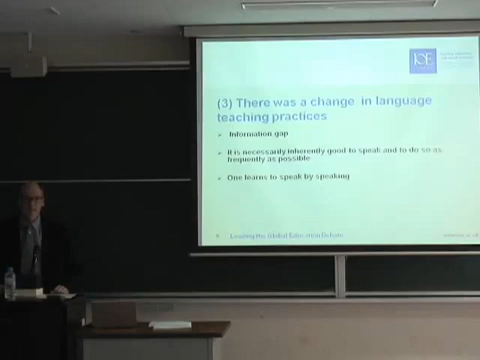 IOE
(3) There was a change in language
teaching practices
Information gap
It is necessarily inherently good to speak and to do so as
frequently as possible
One learns to speak by speaking
Leading the Global Education Debate